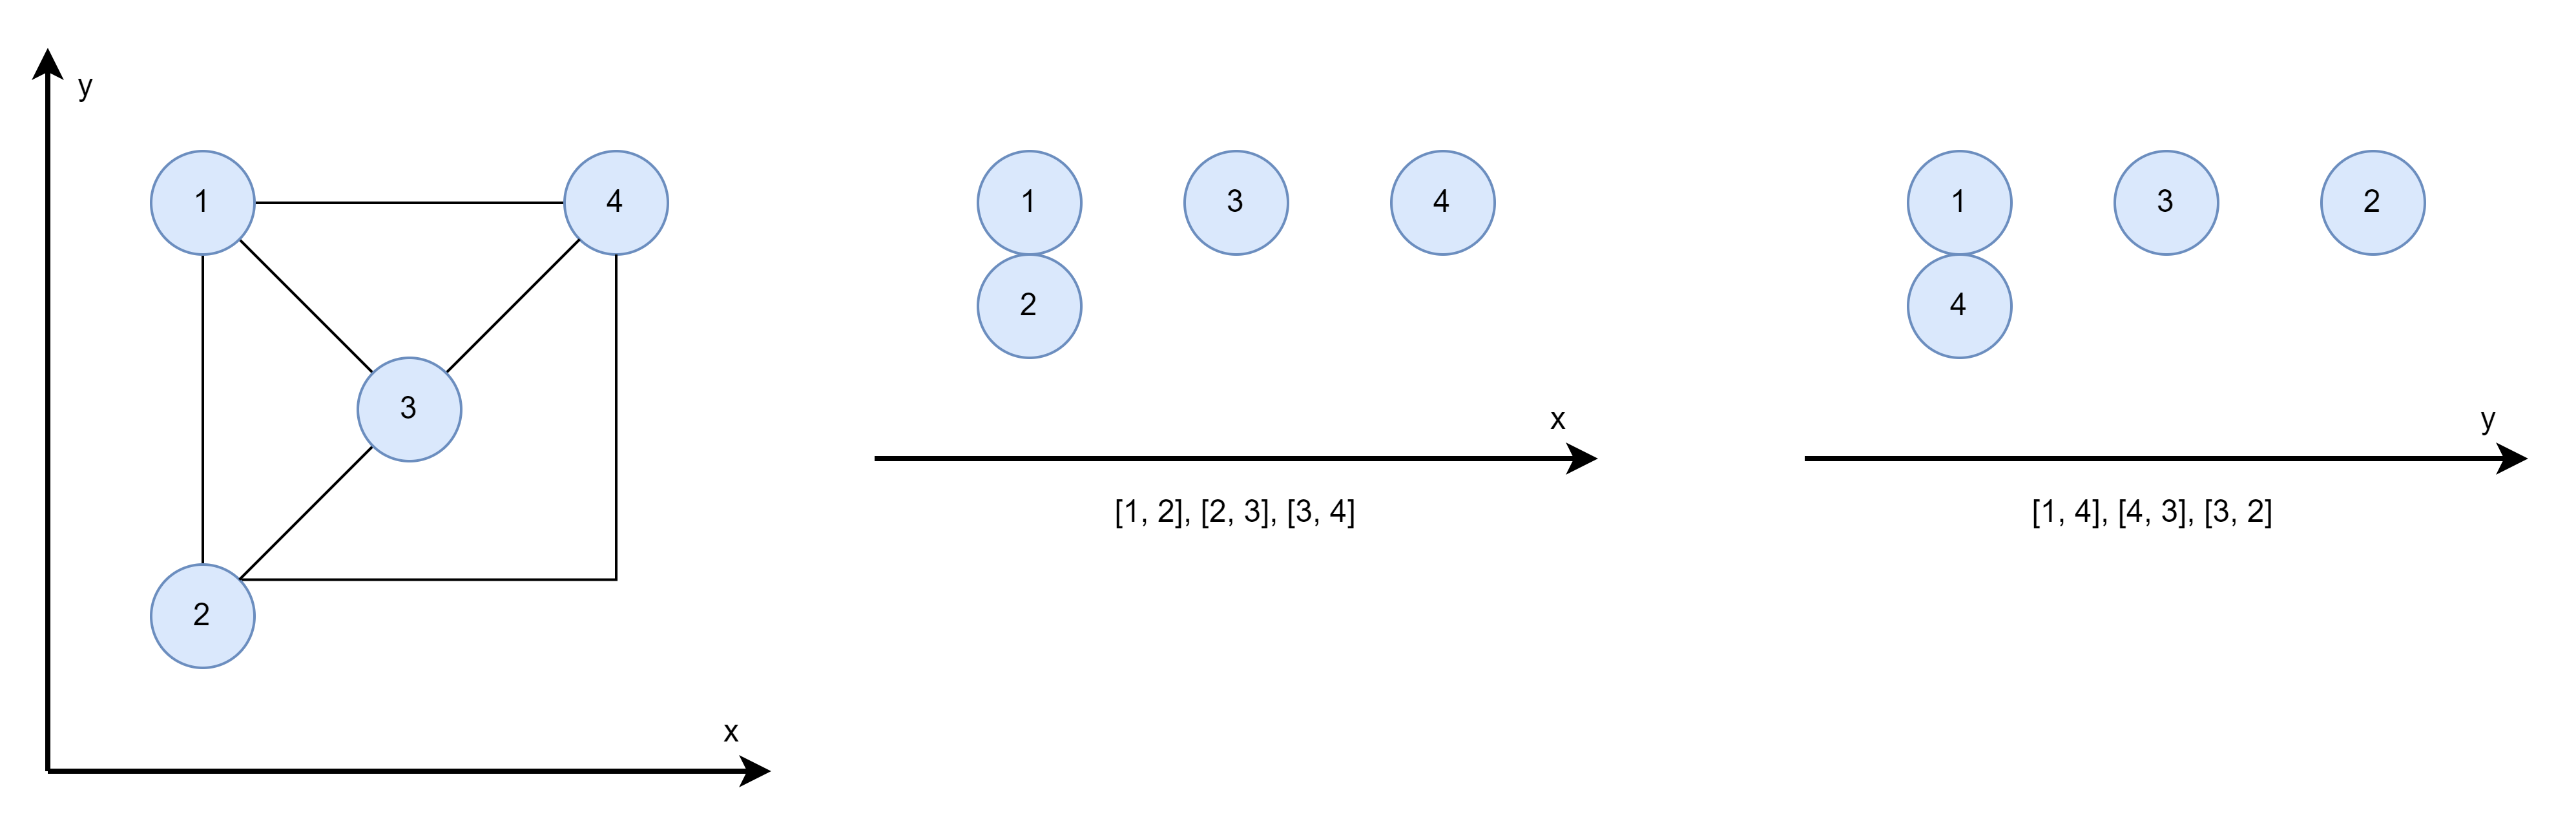 y
1
4
3
2
x
1
3
4
2
x
[1, 2], [2, 3], [3, 4]
1
3
2
4
y
[1, 4], [4, 3], [3, 2]